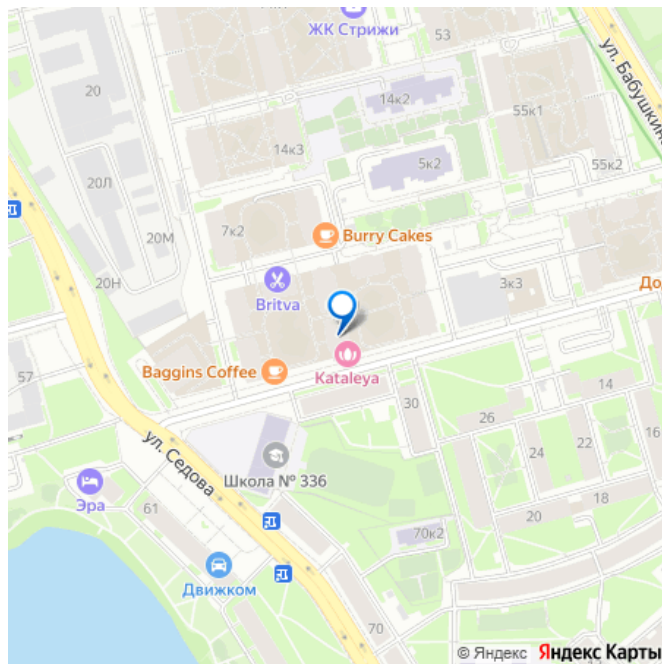 ЖК Стрижи
53
ул. Бабушкина
20
14к2
55к1
14к3
5к2
55к2
20Л
7к2
20М
Burry Cakes
20Н
Britva
3к3
До
Baggins Coffee
Kataleya
57
14
30
26
16
ул. Седова
24
22
Школа № 336
Эра
61
18
20
70к2
Движком
70
© Яндекс Яндекс Карты